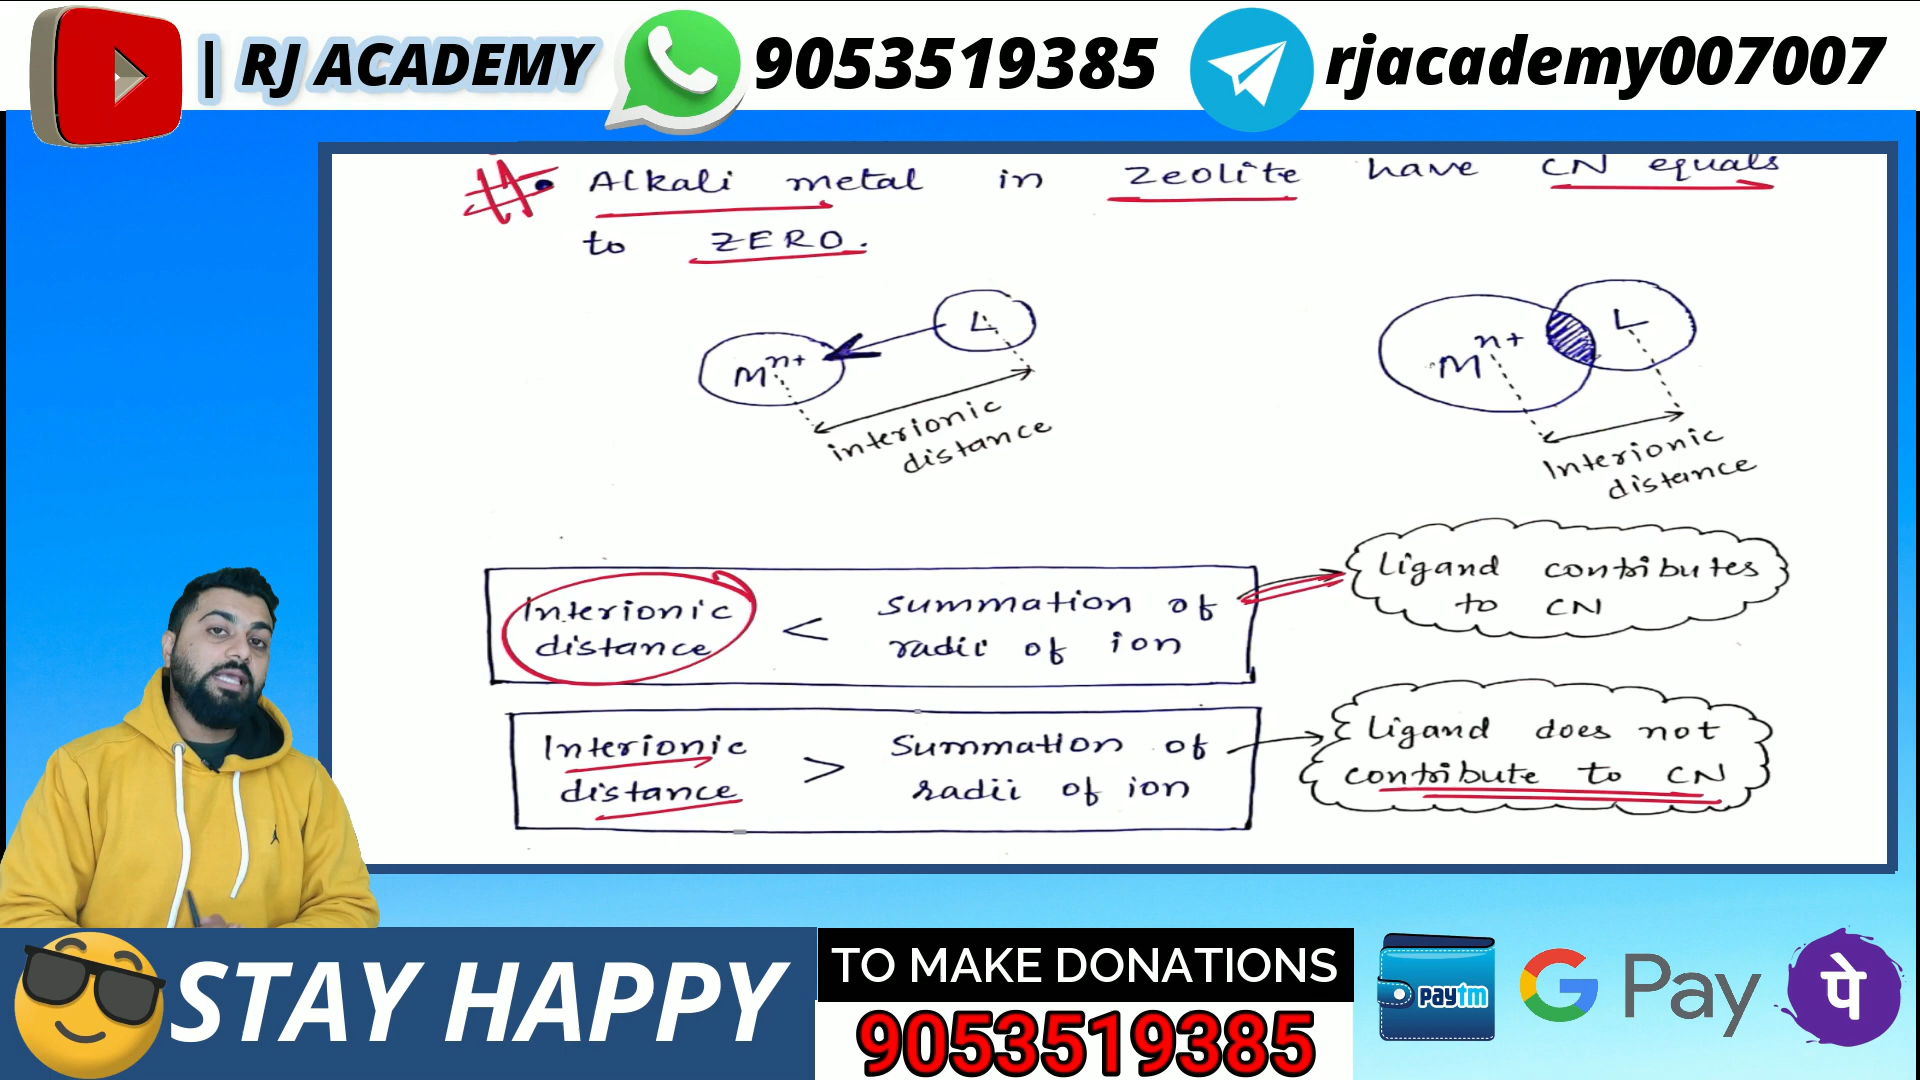 | RJ ACADEMY 9053519385 rjacademy007007
# • Alkali metal in zeolite have CN equals
to ZERO.
M^n+ L
interionic
distance
M^n+ L
Interionic
distance
Interionic
distance < summation of
radii of ion
Ligand contributes
to CN
Interionic
distance > Summation of
radii of ion
Ligand does not
contribute to CN
STAY HAPPY
TO MAKE DONATIONS
9053519385
paytm
G Pay
पे